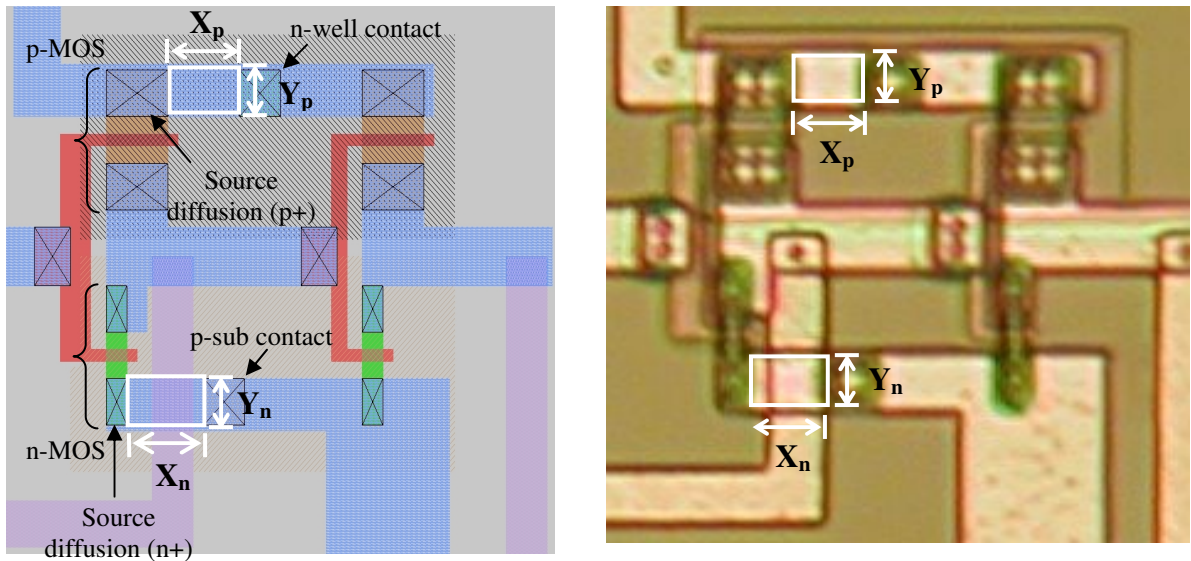 Xp
n-well contact
p-MOS
Yp
Source
diffusion (p+)
p-sub contact
Yn
n-MOS
Xn
Source
diffusion (n+)
Yp
Xp
Yn
Xn